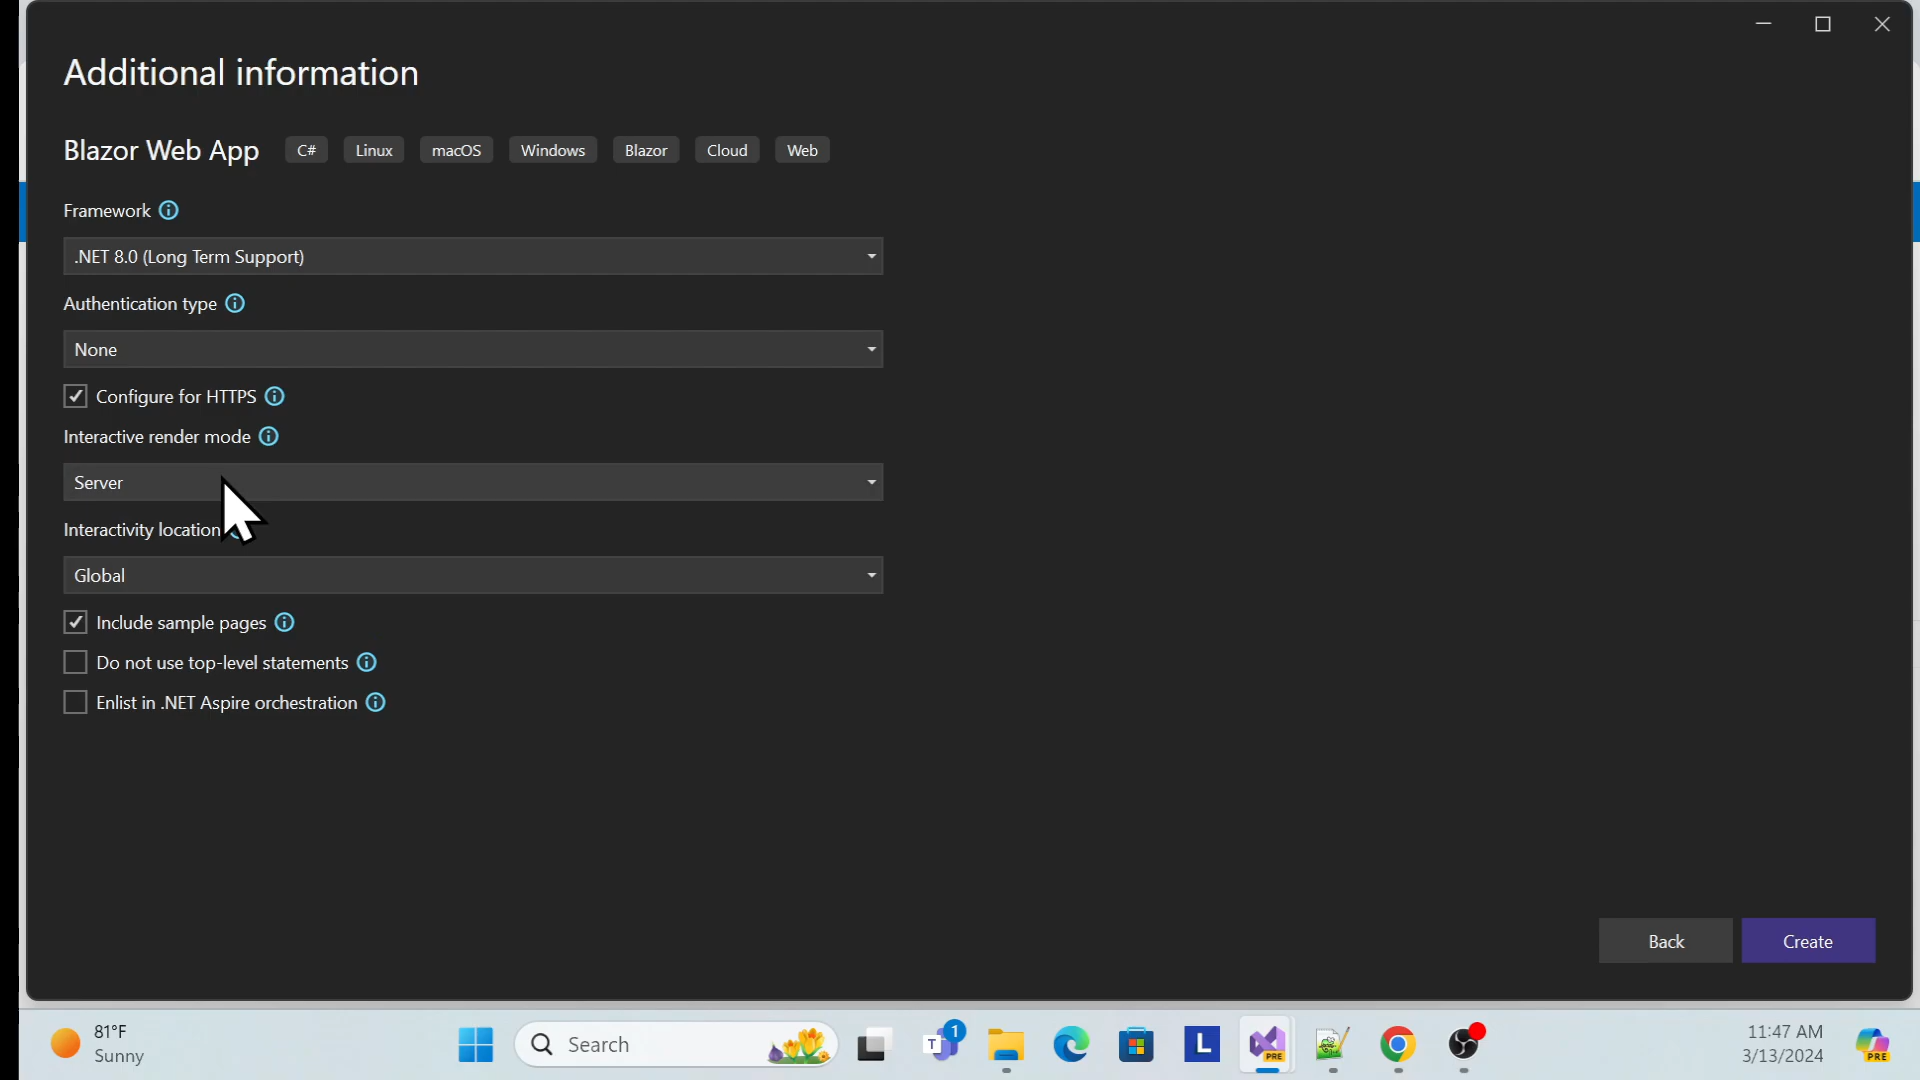 Additional information
Blazor Web App C# Linux macOS Windows Blazor Cloud Web
Framework
.NET 8.0 (Long Term Support)
Authentication type
None
Configure for HTTPS
Interactive render mode
Server
Interactivity location
Global
Include sample pages
Do not use top-level statements
Enlist in .NET Aspire orchestration
Back Create
81°F
Sunny
Search
T 1
L
PRE
11:47 AM
3/13/2024
PRE